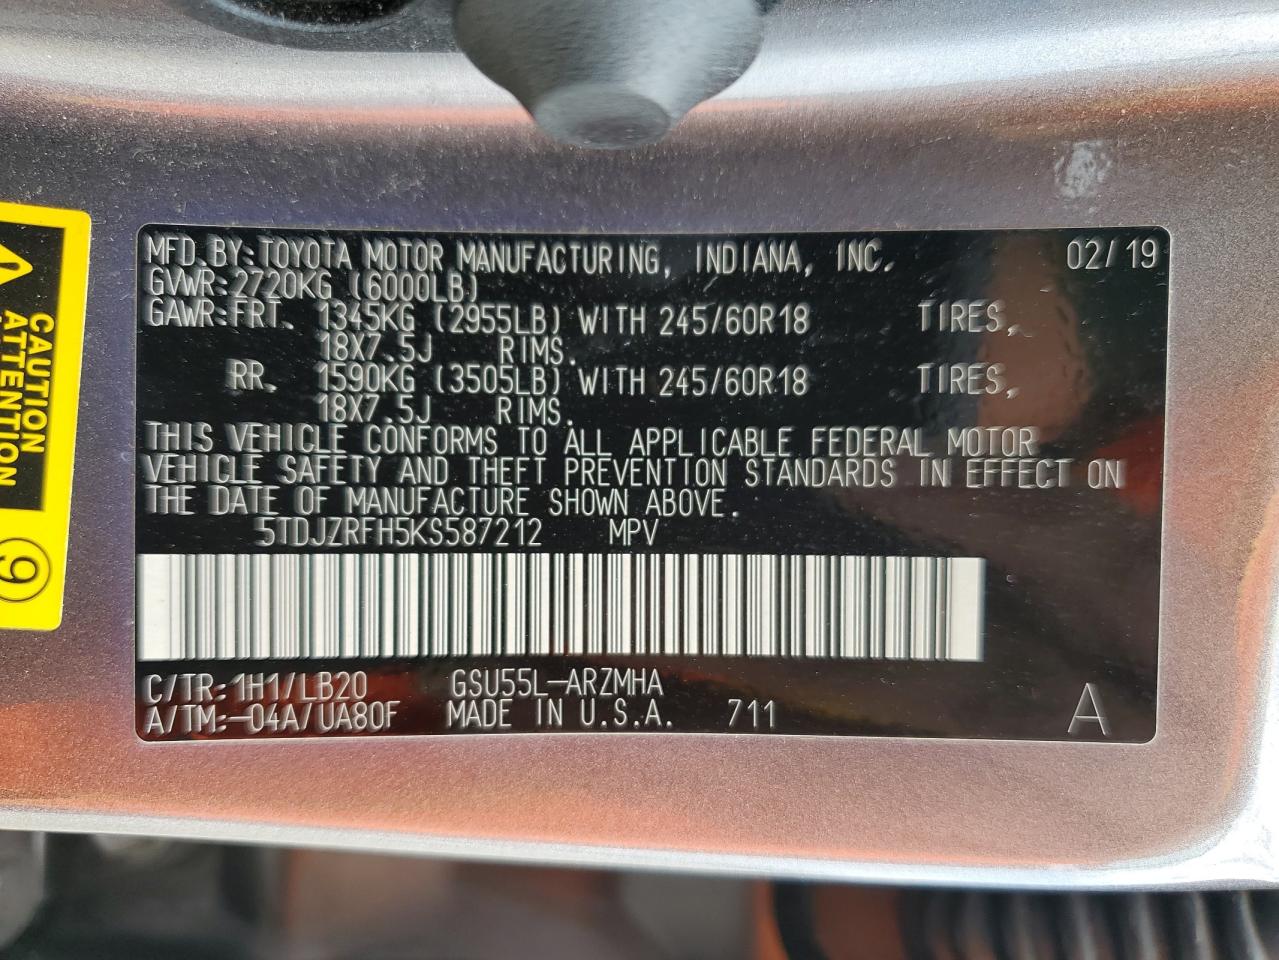 MFD.BY:TOYOTA MOTOR MANUFACTURING, INDIANA, INC. 02/19
GVWR:2720KG (6000LB)
GAWR:FRT. 1345KG (2955LB) WITH 245/60R18 TIRES,
18X7.5J RIMS.
RR. 1590KG (3505LB) WITH 245/60R18 TIRES,
18X7.5J RIMS.
THIS VEHICLE CONFORMS TO ALL APPLICABLE FEDERAL MOTOR
VEHICLE SAFETY AND THEFT PREVENTION STANDARDS IN EFFECT ON
THE DATE OF MANUFACTURE SHOWN ABOVE.
5TDJZRFH5KS587212 MPV
C/TR:1H1/LB20 GSU55L-ARZMHA
A/TM:-04A/UA80F MADE IN U.S.A. 711 A
CAUTION
ATTENTION
9